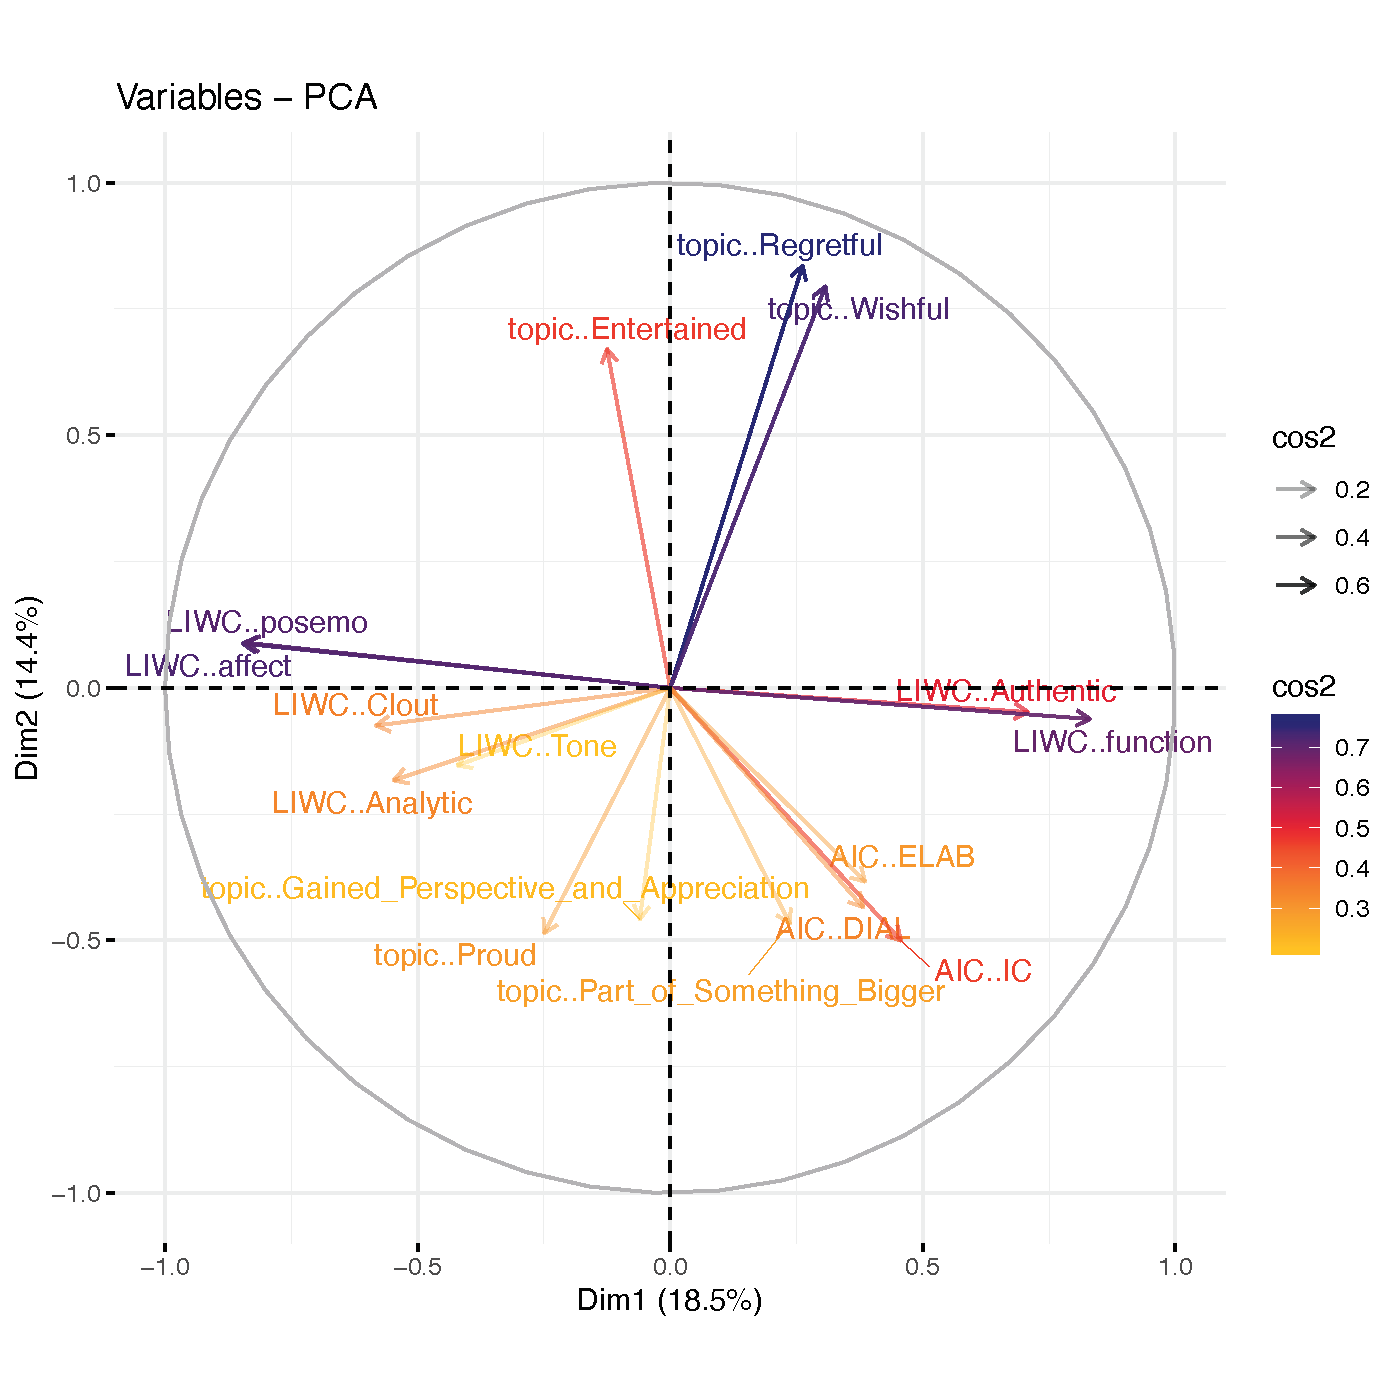 Variables – PCA
topic..Regretful
topic..Wishful
topic..Entertained
LIWC..posemo
LIWC..affect
LIWC..Clout
LIWC..Authentic
LIWC..Tone
LIWC..function
LIWC..Analytic
AIC..ELAB
topic..Gained_Perspective_and_Appreciation
AIC..DIAL
topic..Proud
AIC..IC
topic..Part_of_Something_Bigger
1.0
0.5
0.0
−0.5
−1.0
Dim2 (14.4%)
−1.0 −0.5 0.0 0.5 1.0
Dim1 (18.5%)
cos2
0.2
0.4
0.6
cos2
0.7
0.6
0.5
0.4
0.3